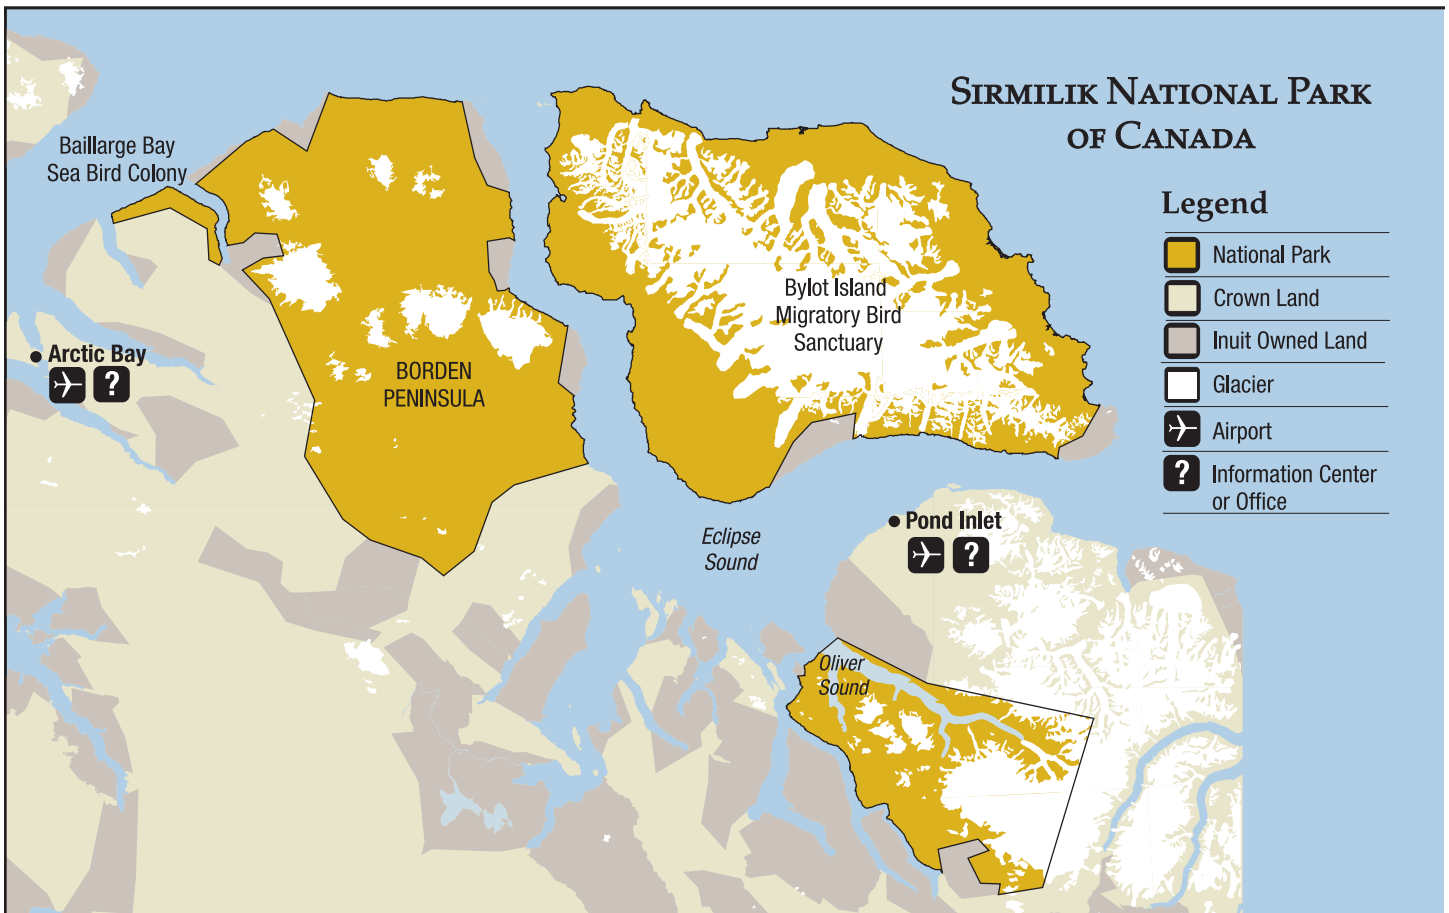 SIRMILIK NATIONAL PARK
OF CANADA
Baillarge Bay
Sea Bird Colony
Legend
National Park
Crown Land
Inuit Owned Land
Glacier
Airport
? Information Center
or Office
Bylot Island
Migratory Bird
Sanctuary
Arctic Bay
?
BORDEN
PENINSULA
Eclipse
Sound
Pond Inlet
?
Oliver
Sound